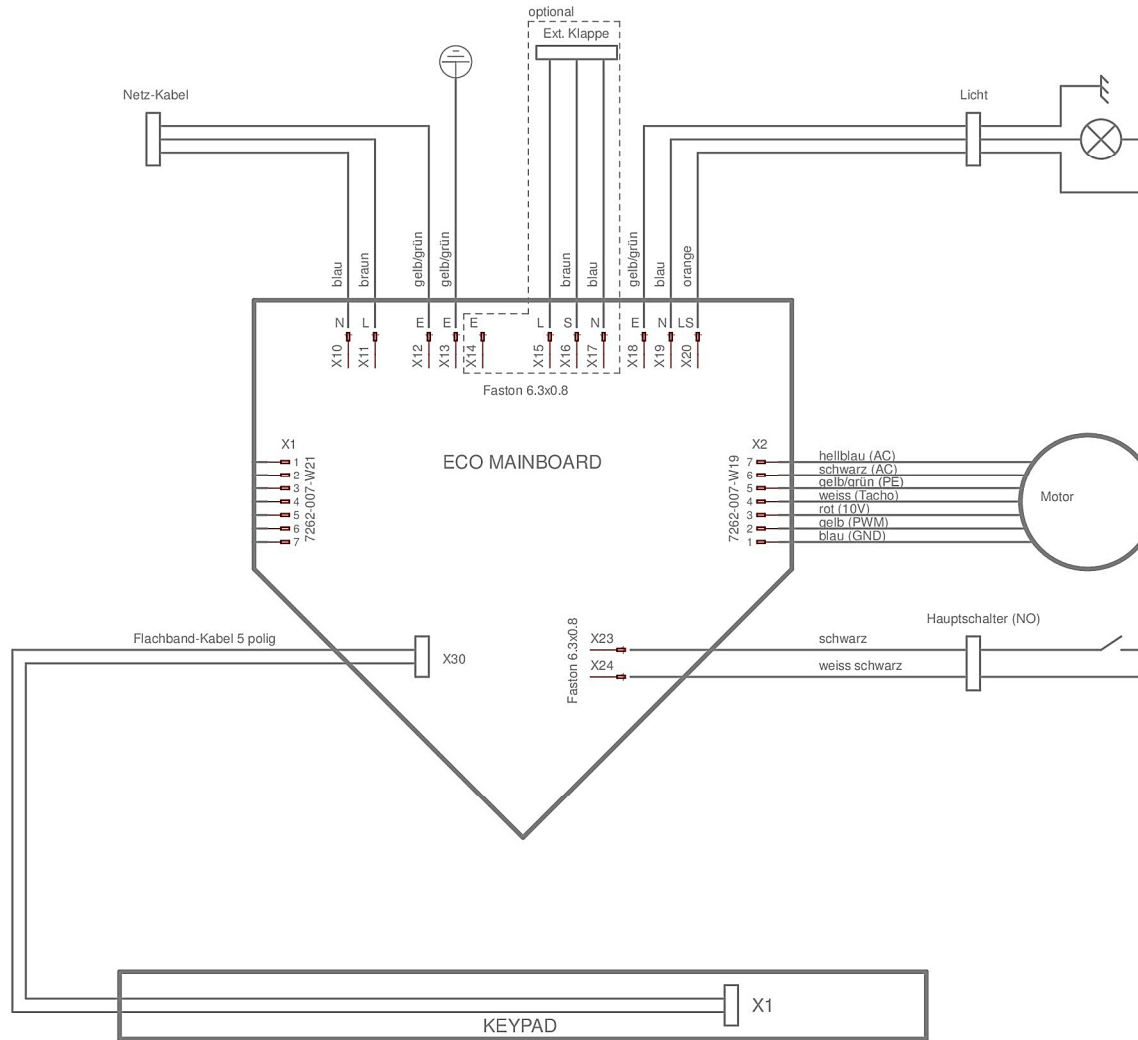 optional
Ext. Klappe
Netz-Kabel
Licht
blau
braun
gelb/grün
gelb/grün
braun
blau
gelb/grün
blau
orange
N L E E E L S N E N LS
X10
X11
X12
X13
X14
X15
X16
X17
X18
X19
X20
Faston 6.3x0.8
ECO MAINBOARD
X1
1
2
3
4
5
6
7
7262-007-W21
X2
7
6
5
4
3
2
1
7262-007-W19
hellblau (AC)
schwarz (AC)
gelb/grün (PE)
weiss (Tacho)
rot (10V)
gelb (PWM)
blau (GND)
Motor
Hauptschalter (NO)
Flachband-Kabel 5 polig
X30
Faston 6.3x0.8
X23
schwarz
X24
weiss schwarz
X1
KEYPAD